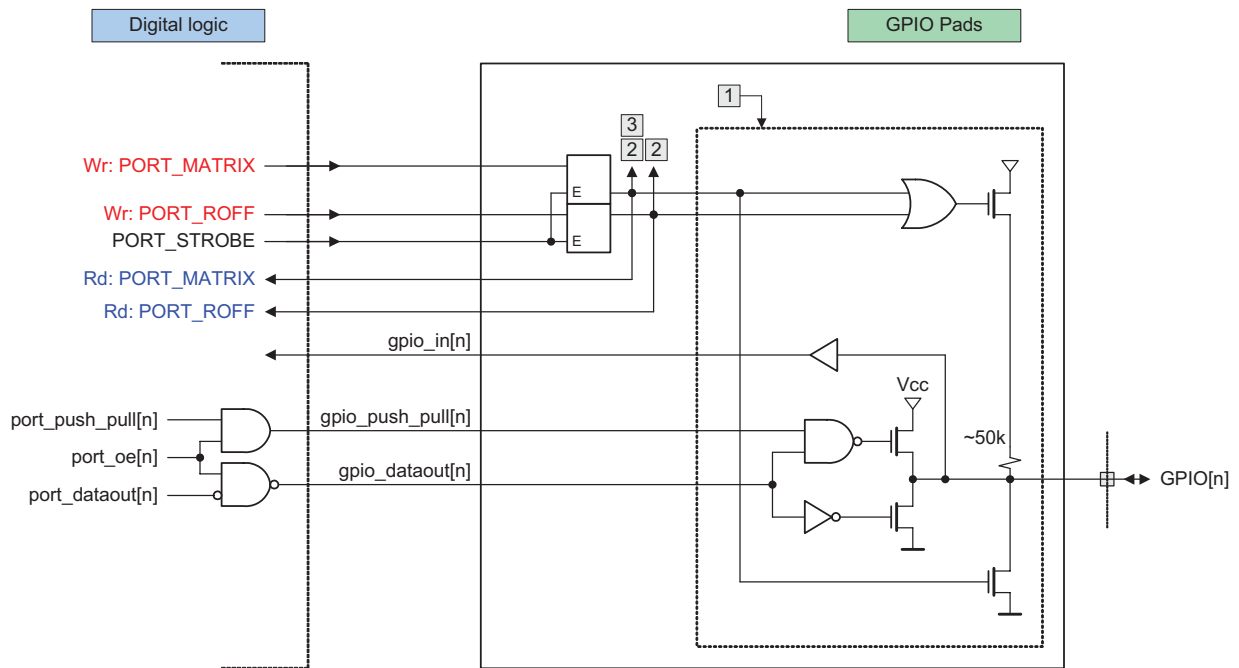 Digital logic
GPIO Pads
1
3
2 2
Wr: PORT_MATRIX
E
Wr: PORT_ROFF
PORT_STROBE
E
Rd: PORT_MATRIX
Rd: PORT_ROFF
gpio_in[n]
Vcc
port_push_pull[n]
gpio_push_pull[n]
~50k
port_oe[n]
gpio_dataout[n]
GPIO[n]
port_dataout[n]